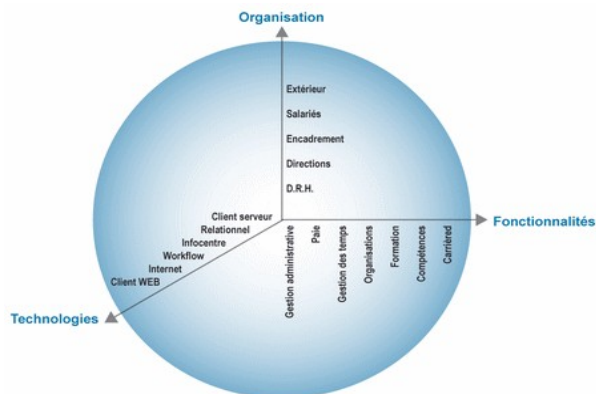 Organisation
Extérieur
Salariés
Encadrement
Directions
D.R.H.
Client serveur
Relationnel
Infocentre
Workflow
Internet
Client WEB
Technologies
Fonctionnalités
Gestion administrative
Paie
Gestion des temps
Organisations
Formation
Compétences
Carrièred